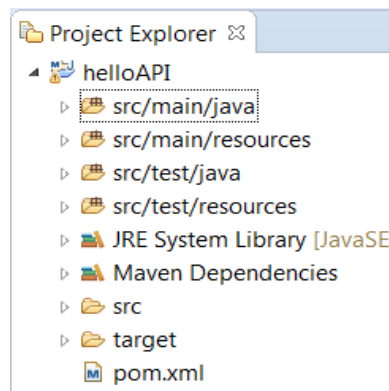 Project Explorer
helloAPI
src/main/java
src/main/resources
src/test/java
src/test/resources
JRE System Library [JavaSE
Maven Dependencies
src
target
pom.xml